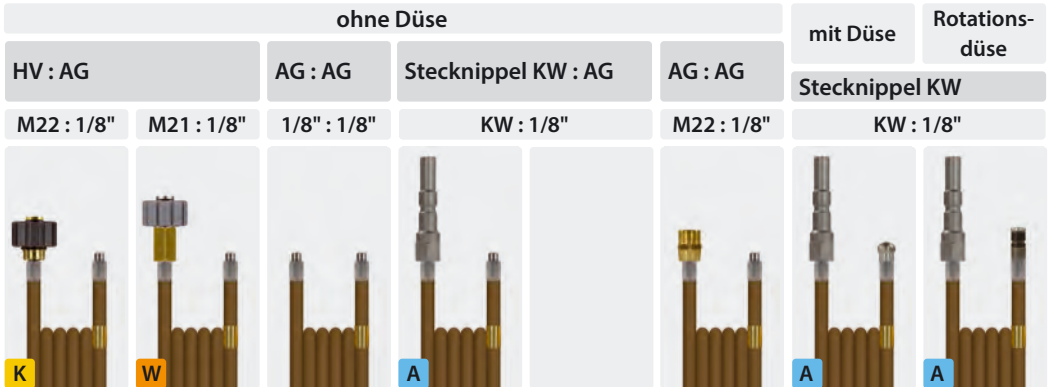 ohne Düse
mit Düse
Rotations-
düse
HV : AG
AG : AG
Stecknippel KW : AG
AG : AG
Stecknippel KW
M22 : 1/8"
M21 : 1/8"
1/8" : 1/8"
KW : 1/8"
M22 : 1/8"
KW : 1/8"
K
W
A
A
A